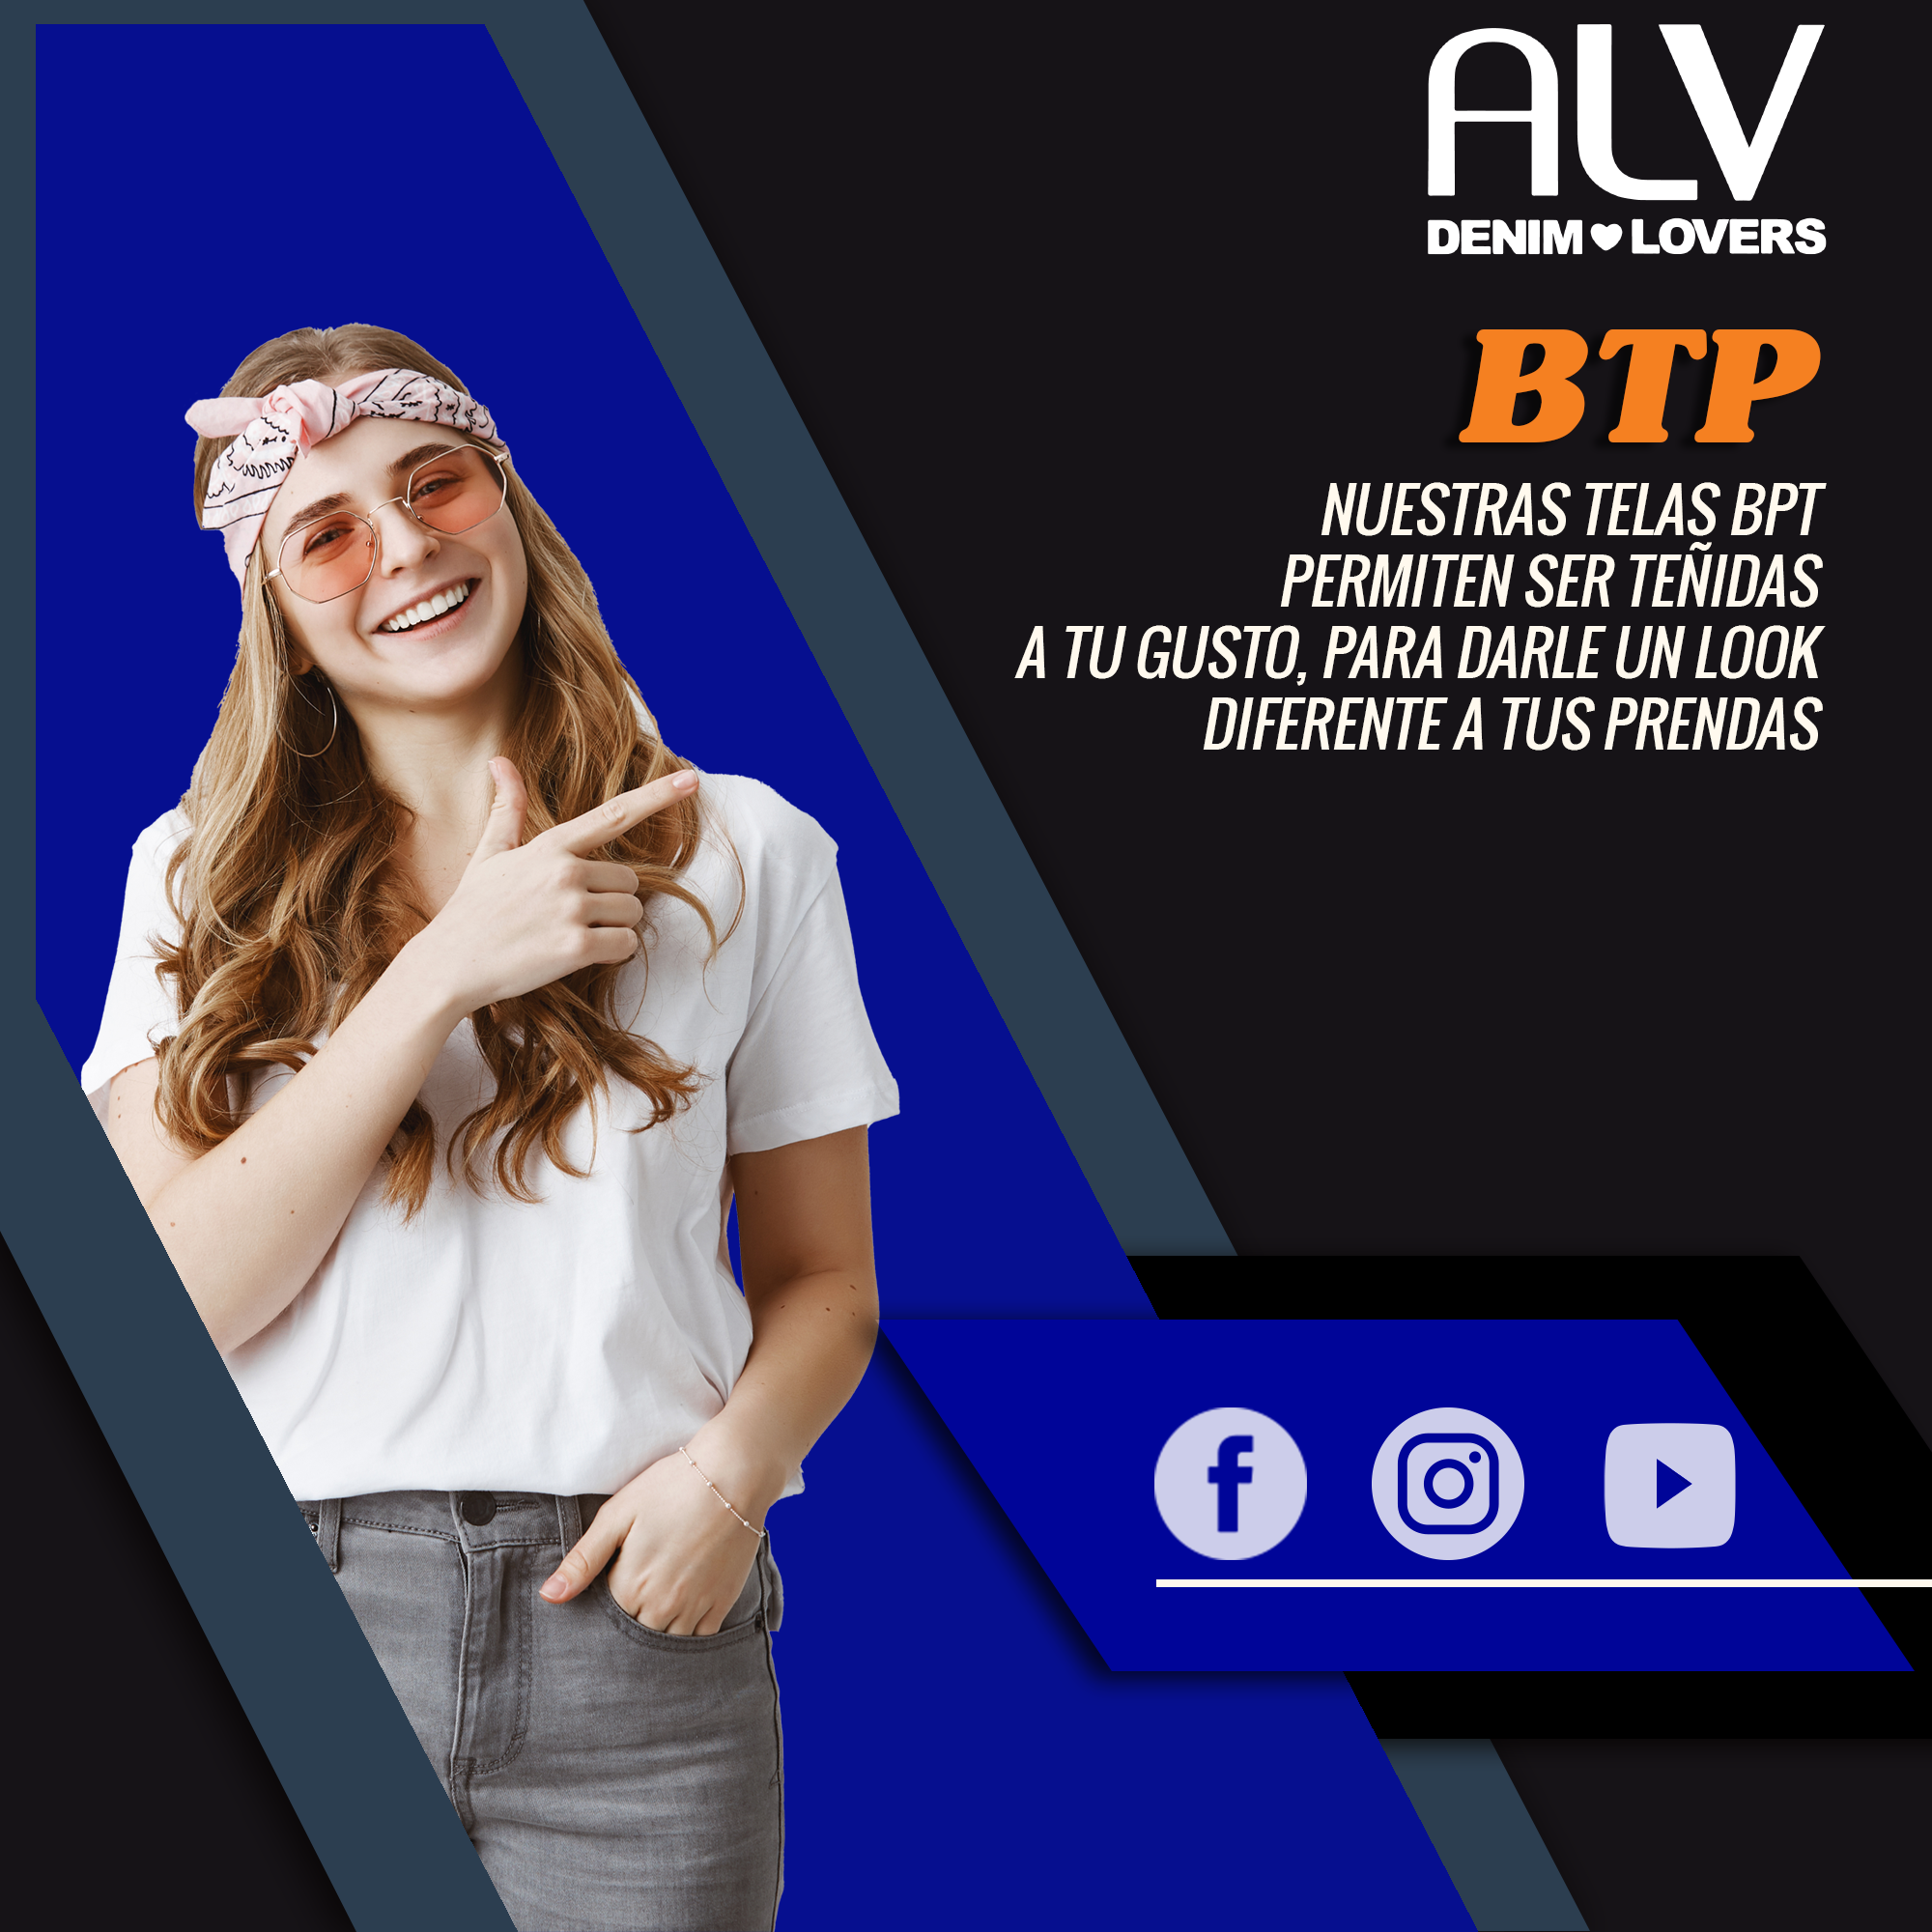 ALV
DENIM LOVERS
BTP
NUESTRAS TELAS BPT
PERMITEN SER TEÑIDAS
A TU GUSTO, PARA DARLE UN LOOK
DIFERENTE A TUS PRENDAS